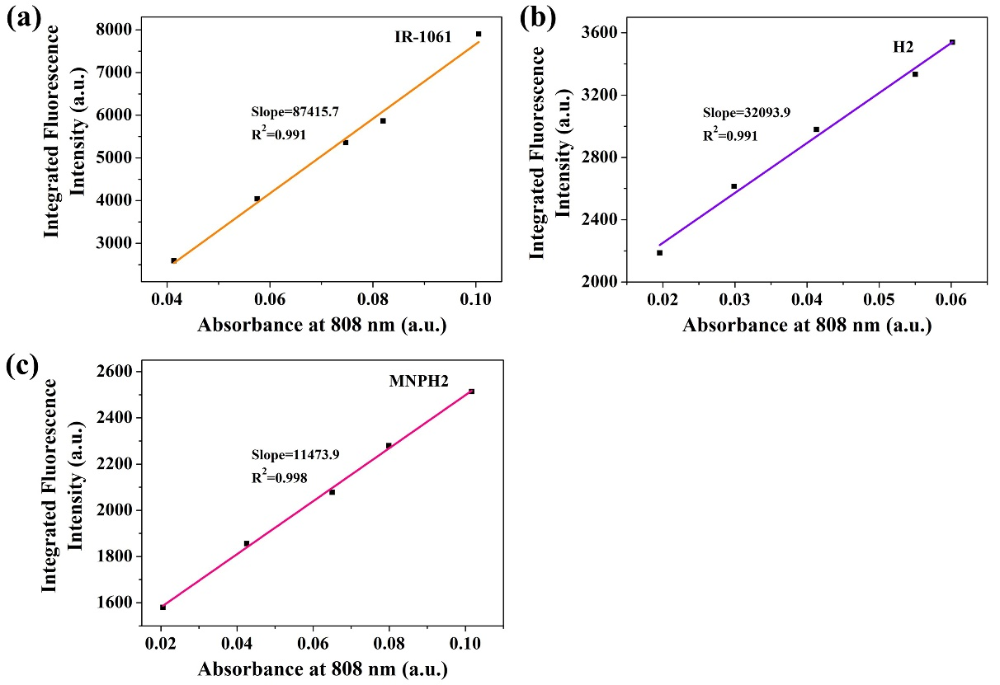 (a)
IR-1061
Slope=87415.7
R²=0.991
Integrated Fluorescence
Intensity (a.u.)
8000
7000
6000
5000
4000
3000
0.04
0.06
0.08
0.10
Absorbance at 808 nm (a.u.)
(b)
H2
Slope=32093.9
R²=0.991
Integrated Fluorescence
Intensity (a.u.)
3600
3200
2800
2400
2000
0.02
0.03
0.04
0.05
0.06
Absorbance at 808 nm (a.u.)
(c)
MNPH2
Slope=11473.9
R²=0.998
Integrated Fluorescence
Intensity (a.u.)
2600
2400
2200
2000
1800
1600
0.02
0.04
0.06
0.08
0.10
Absorbance at 808 nm (a.u.)